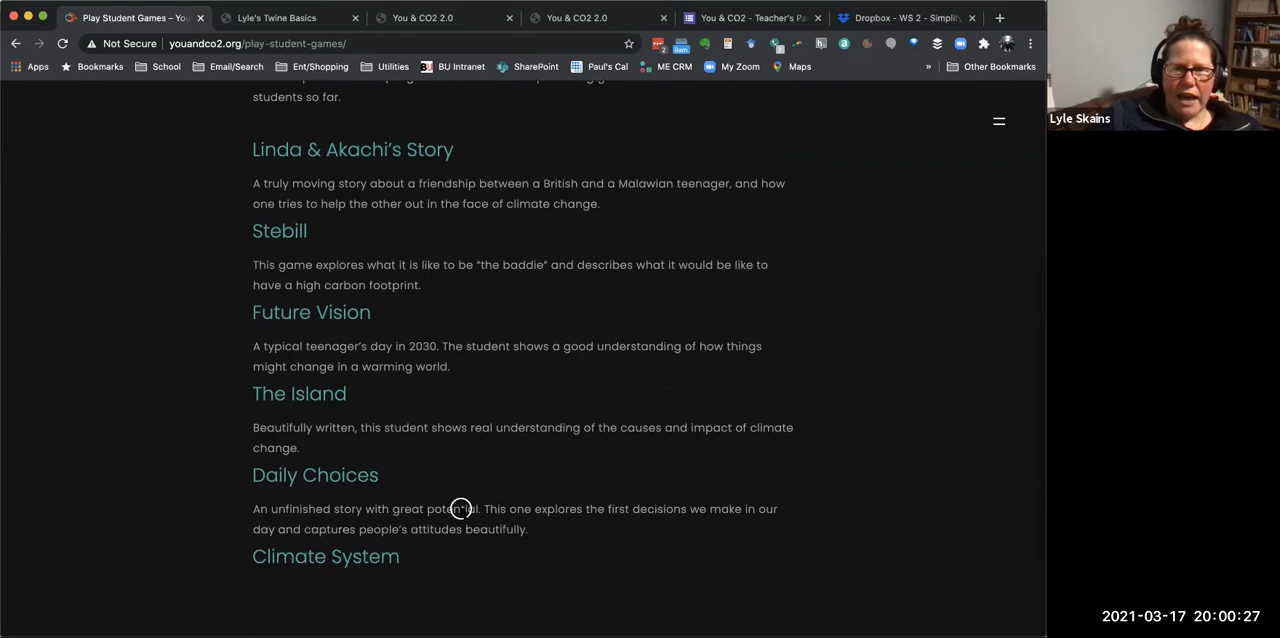 Play Student Games – You
Lyle's Twine Basics
You & CO2 2.0
You & CO2 2.0
You & CO2 - Teacher's Pa
Dropbox - WS 2 - Simplify
Not Secure | youandco2.org/play-student-games/
Apps Bookmarks School Email/Search Ent/Shopping Utilities BU Intranet SharePoint Paul's Cal ME CRM My Zoom Maps » Other Bookmarks
students so far.
Lyle Skains
Linda & Akachi's Story
A truly moving story about a friendship between a British and a Malawian teenager, and how
one tries to help the other out in the face of climate change.
Stebill
This game explores what it is like to be "the baddie" and describes what it would be like to
have a high carbon footprint.
Future Vision
A typical teenager's day in 2030. The student shows a good understanding of how things
might change in a warming world.
The Island
Beautifully written, this student shows real understanding of the causes and impact of climate
change.
Daily Choices
An unfinished story with great potential. This one explores the first decisions we make in our
day and captures people's attitudes beautifully.
Climate System
2021-03-17 20:00:27